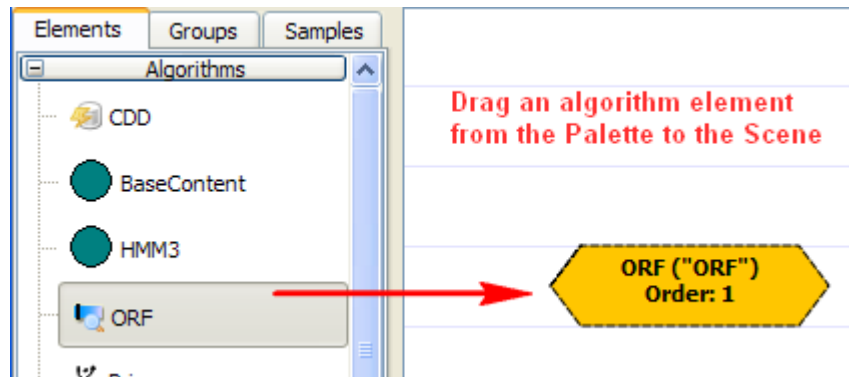 Elements Groups Samples
Algorithms
CDD
BaseContent
HMM3
ORF
Drag an algorithm element
from the Palette to the Scene
ORF ("ORF")
Order: 1